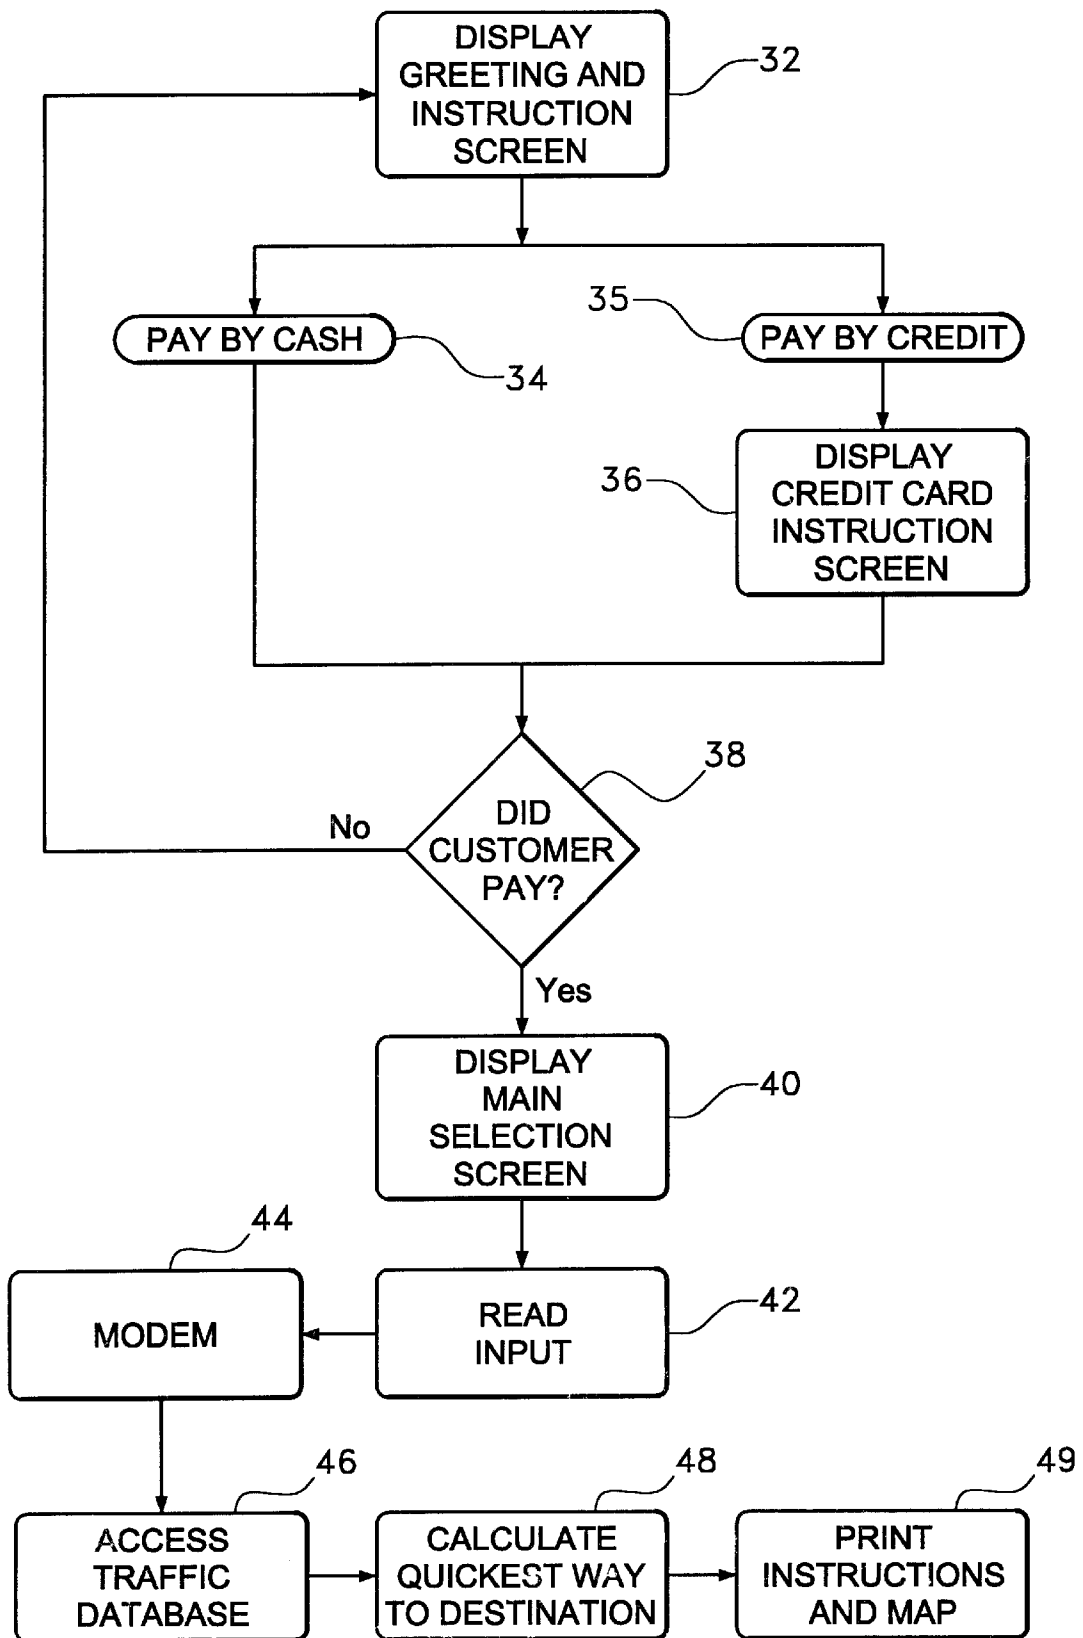 DISPLAY
GREETING AND
INSTRUCTION
SCREEN
32
PAY BY CASH
34
35
PAY BY CREDIT
36
DISPLAY
CREDIT CARD
INSTRUCTION
SCREEN
38
DID
CUSTOMER
PAY?
No
Yes
DISPLAY
MAIN
SELECTION
SCREEN
40
44
MODEM
READ
INPUT
42
46
ACCESS
TRAFFIC
DATABASE
48
CALCULATE
QUICKEST WAY
TO DESTINATION
49
PRINT
INSTRUCTIONS
AND MAP